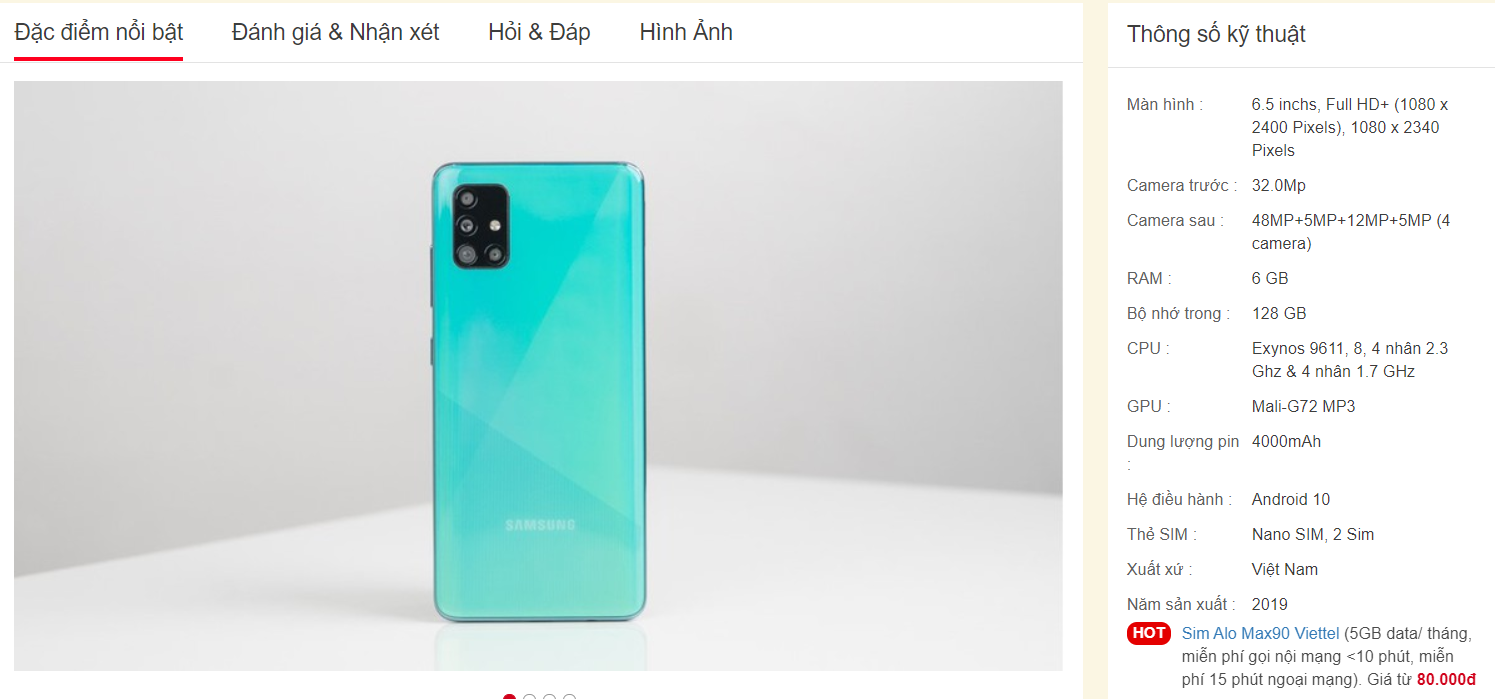 Đặc điểm nổi bật
Đánh giá & Nhận xét
Hỏi & Đáp
Hình Ảnh
SAMSUNG
Thông số kỹ thuật
Màn hình :
6.5 inchs, Full HD+ (1080 x
2400 Pixels), 1080 x 2340
Pixels
Camera trước :
32.0Mp
Camera sau :
48MP+5MP+12MP+5MP (4
camera)
RAM :
6 GB
Bộ nhớ trong :
128 GB
CPU :
Exynos 9611, 8, 4 nhân 2.3
Ghz & 4 nhân 1.7 GHz
GPU :
Mali-G72 MP3
Dung lượng pin
:
4000mAh
Hệ điều hành :
Android 10
Thẻ SIM :
Nano SIM, 2 Sim
Xuất xứ :
Việt Nam
Năm sản xuất :
2019
HOT
Sim Alo Max90 Viettel (5GB data/ tháng,
miễn phí gọi nội mạng <10 phút, miễn
phí 15 phút ngoại mạng). Giá từ 80.000đ